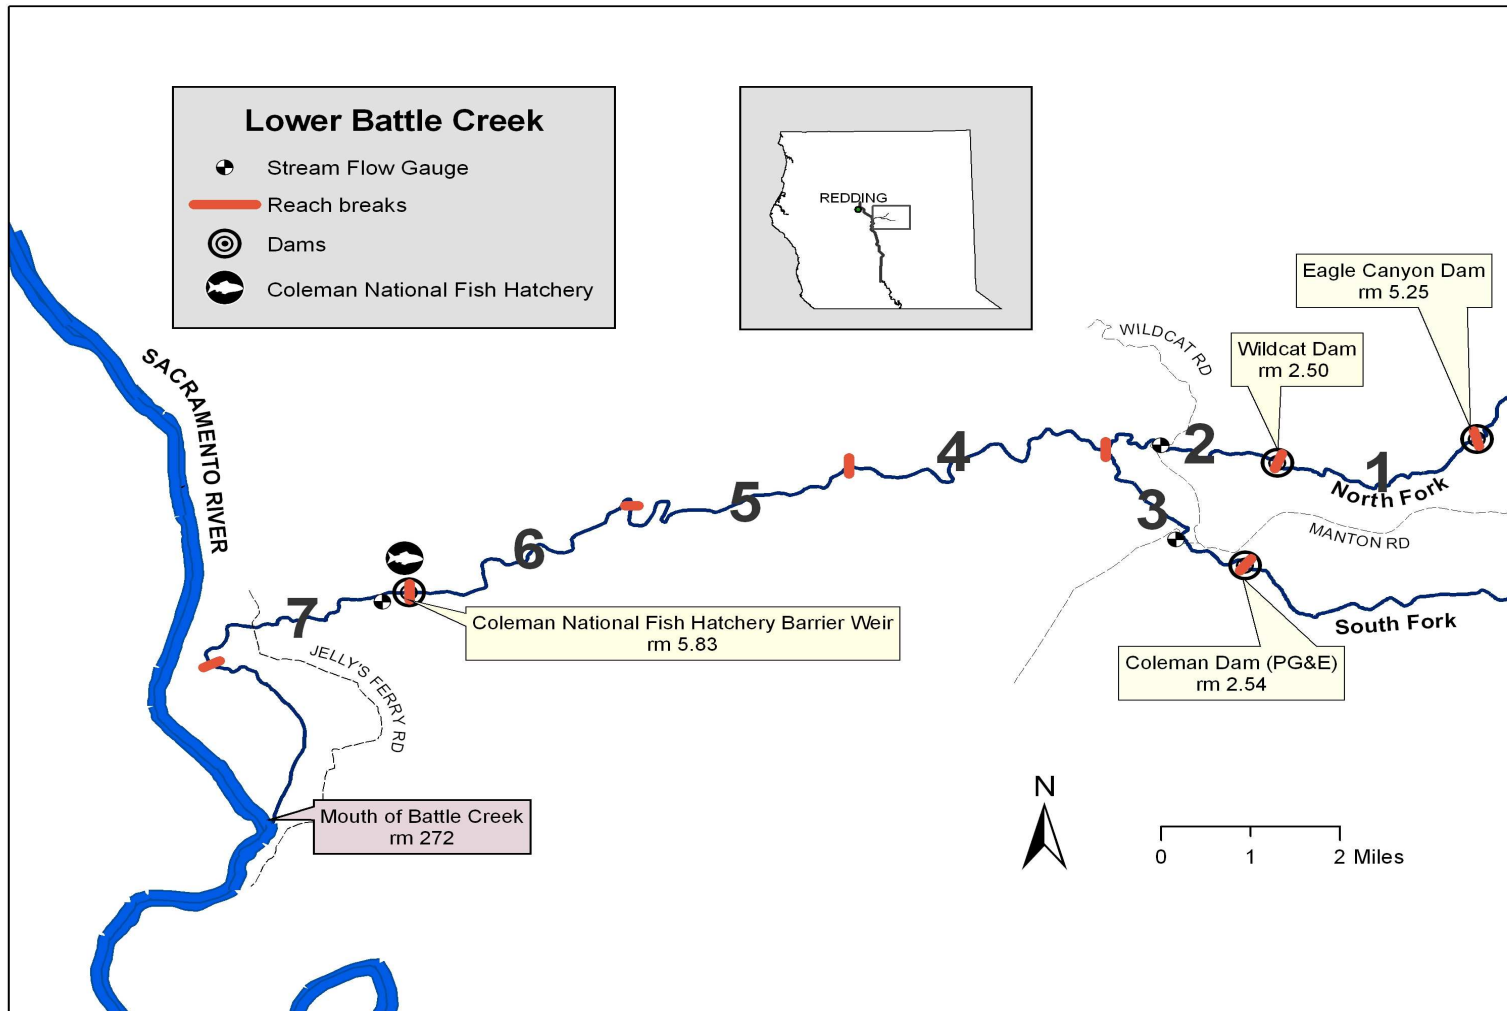 Lower Battle Creek
Stream Flow Gauge
Reach breaks
Dams
Coleman National Fish Hatchery
REDDING
Eagle Canyon Dam
rm 5.25
Wildcat Dam
rm 2.50
WILDCAT RD
SACRAMENTO RIVER
1
2
3
4
5
6
7
North Fork
MANTON RD
South Fork
Coleman National Fish Hatchery Barrier Weir
rm 5.83
Coleman Dam (PG&E)
rm 2.54
JELLY'S FERRY RD
Mouth of Battle Creek
rm 272
N
0 1 2 Miles